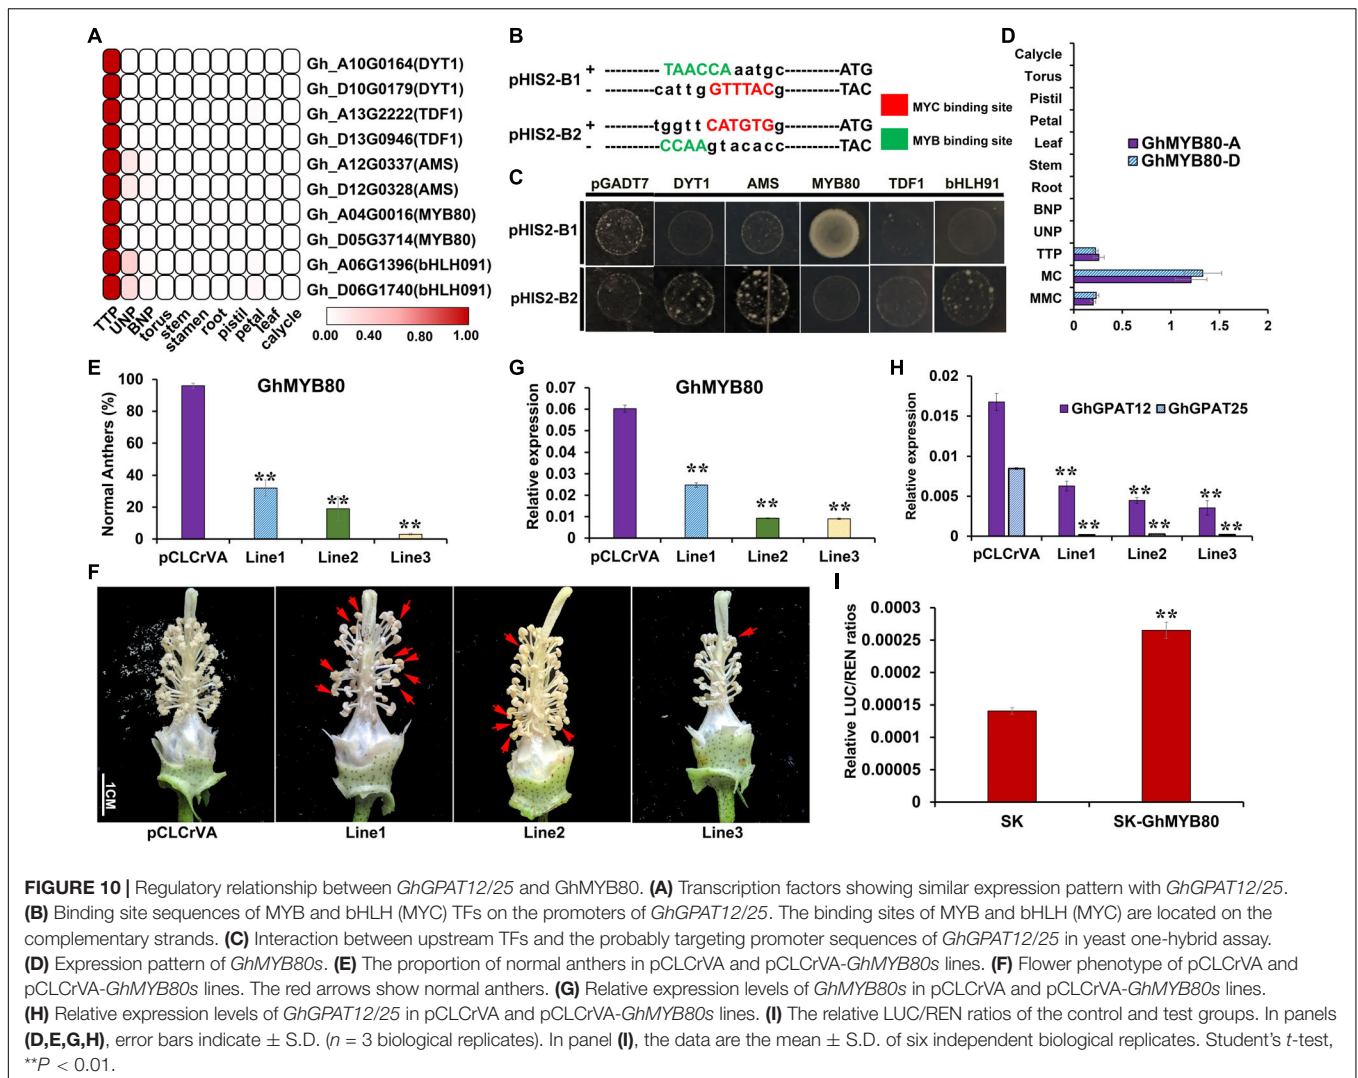 A
Gh_A10G0164(DYT1)
Gh_D10G0179(DYT1)
Gh_A13G2222(TDF1)
Gh_D13G0946(TDF1)
Gh_A12G0337(AMS)
Gh_D12G0328(AMS)
Gh_A04G0016(MYB80)
Gh_D05G3714(MYB80)
Gh_A06G1396(bHLH091)
Gh_D06G1740(bHLH091)
TTP UNP BNP torus stem stamen root pistil petal leaf calycle
0.00 0.40 0.80 1.00
B
pHIS2-B1 + ---------- TAACCA aatgc----------ATG
- ---------cattg GTTTACg----------TAC
pHIS2-B2 + ---------tggtt CATGTGg----------ATG
- ----------CCAAgtacacc----------TAC
MYC binding site
MYB binding site
C
pGADT7 DYT1 AMS MYB80 TDF1 bHLH91
pHIS2-B1
pHIS2-B2
D
Calycle
Torus
Pistil
Petal
Leaf
Stem
Root
BNP
UNP
TTP
MC
MMC
0 0.5 1 1.5 2
GhMYB80-A
GhMYB80-D
E
GhMYB80
Normal Anthers (%)
100
80
60
40
20
0
** ** **
pCLCrVA Line1 Line2 Line3
G
GhMYB80
Relative expression
0.07
0.06
0.05
0.04
0.03
0.02
0.01
0
** ** **
pCLCrVA Line1 Line2 Line3
H
Relative expression
0.02
0.015
0.01
0.005
0
GhGPAT12 GhGPAT25
** ** **
** ** **
pCLCrVA Line1 Line2 Line3
F
1CM
pCLCrVA Line1 Line2 Line3
I
Relative LUC/REN ratios
0.0003
0.00025
0.0002
0.00015
0.0001
0.00005
0
**
SK SK-GhMYB80
FIGURE 10 | Regulatory relationship between GhGPAT12/25 and GhMYB80. (A) Transcription factors showing similar expression pattern with GhGPAT12/25.
(B) Binding site sequences of MYB and bHLH (MYC) TFs on the promoters of GhGPAT12/25. The binding sites of MYB and bHLH (MYC) are located on the
complementary strands. (C) Interaction between upstream TFs and the probably targeting promoter sequences of GhGPAT12/25 in yeast one-hybrid assay.
(D) Expression pattern of GhMYB80s. (E) The proportion of normal anthers in pCLCrVA and pCLCrVA-GhMYB80s lines. (F) Flower phenotype of pCLCrVA and
pCLCrVA-GhMYB80s lines. The red arrows show normal anthers. (G) Relative expression levels of GhMYB80s in pCLCrVA and pCLCrVA-GhMYB80s lines.
(H) Relative expression levels of GhGPAT12/25 in pCLCrVA and pCLCrVA-GhMYB80s lines. (I) The relative LUC/REN ratios of the control and test groups. In panels
(D,E,G,H), error bars indicate ± S.D. (n = 3 biological replicates). In panel (I), the data are the mean ± S.D. of six independent biological replicates. Student's t-test,
**P < 0.01.